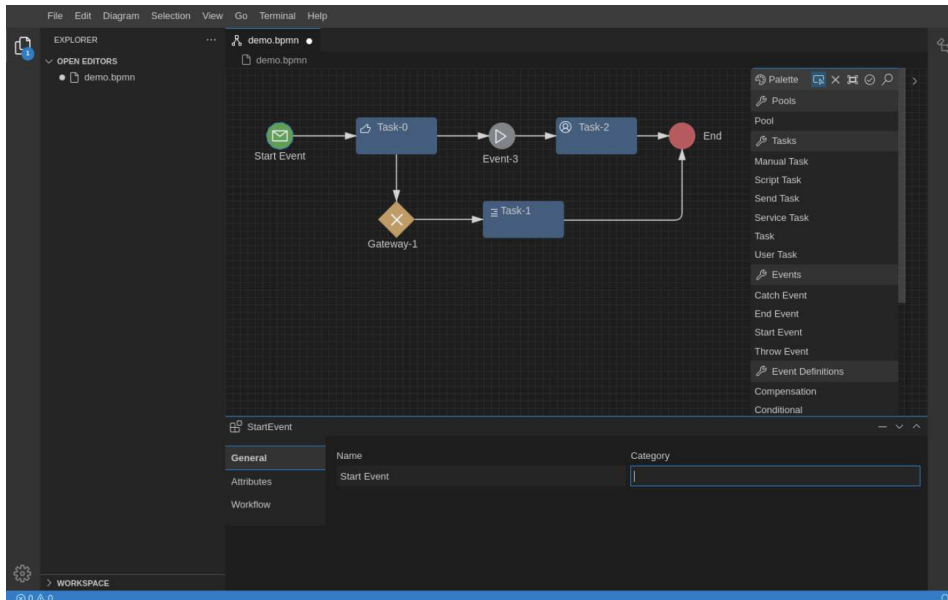 File Edit Diagram Selection View Go Terminal Help
EXPLORER
OPEN EDITORS
demo.bpmn
1
demo.bpmn
demo.bpmn
Start Event
Task-0
Event-3
Task-2
End
Gateway-1
Task-1
Palette
Pools
Pool
Tasks
Manual Task
Script Task
Send Task
Service Task
Task
User Task
Events
Catch Event
End Event
Start Event
Throw Event
Event Definitions
Compensation
Conditional
StartEvent
General
Attributes
Workflow
Name
Start Event
Category
WORKSPACE
0 0